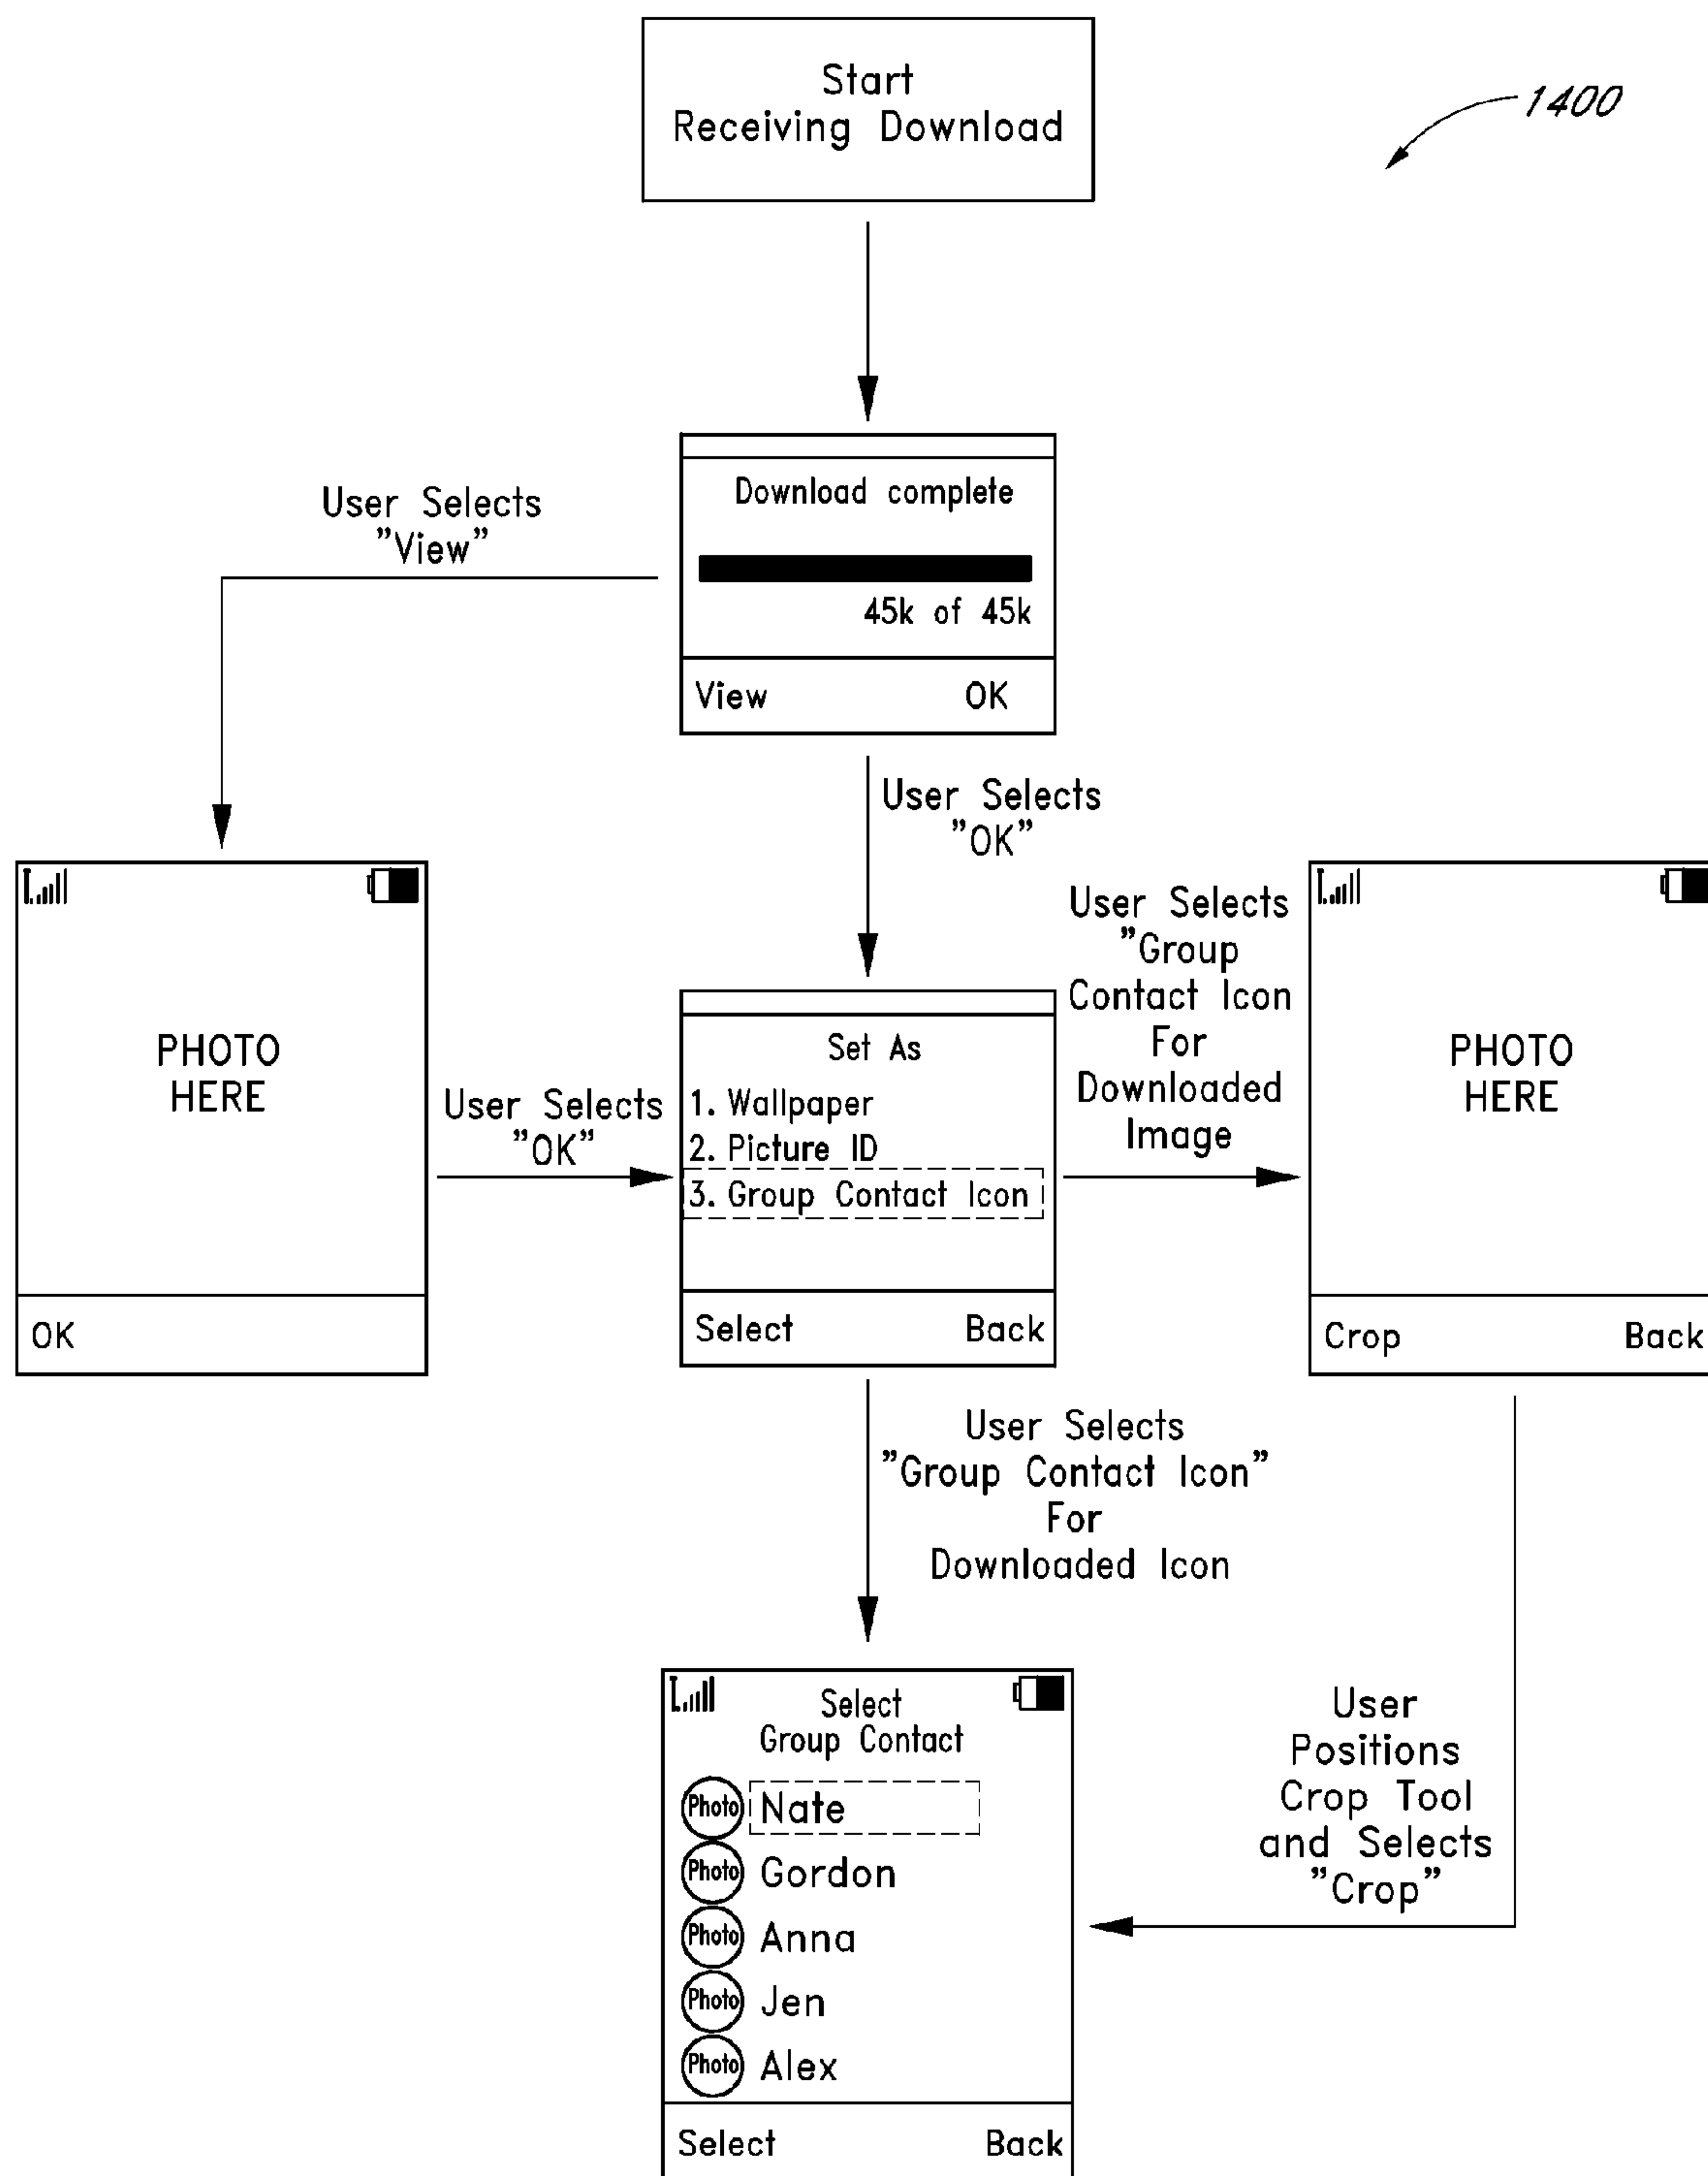 Start
Receiving Download
1400
Download complete
45k of 45k
View OK
User Selects
"View"
User Selects
"OK"
PHOTO
HERE
OK
User Selects
"OK"
Set As
1. Wallpaper
2. Picture ID
3. Group Contact Icon
Select Back
User Selects
"Group
Contact Icon
For
Downloaded
Image
PHOTO
HERE
Crop Back
User Selects
"Group Contact Icon"
For
Downloaded Icon
Select
Group Contact
Photo Nate
Photo Gordon
Photo Anna
Photo Jen
Photo Alex
Select Back
User
Positions
Crop Tool
and Selects
"Crop"